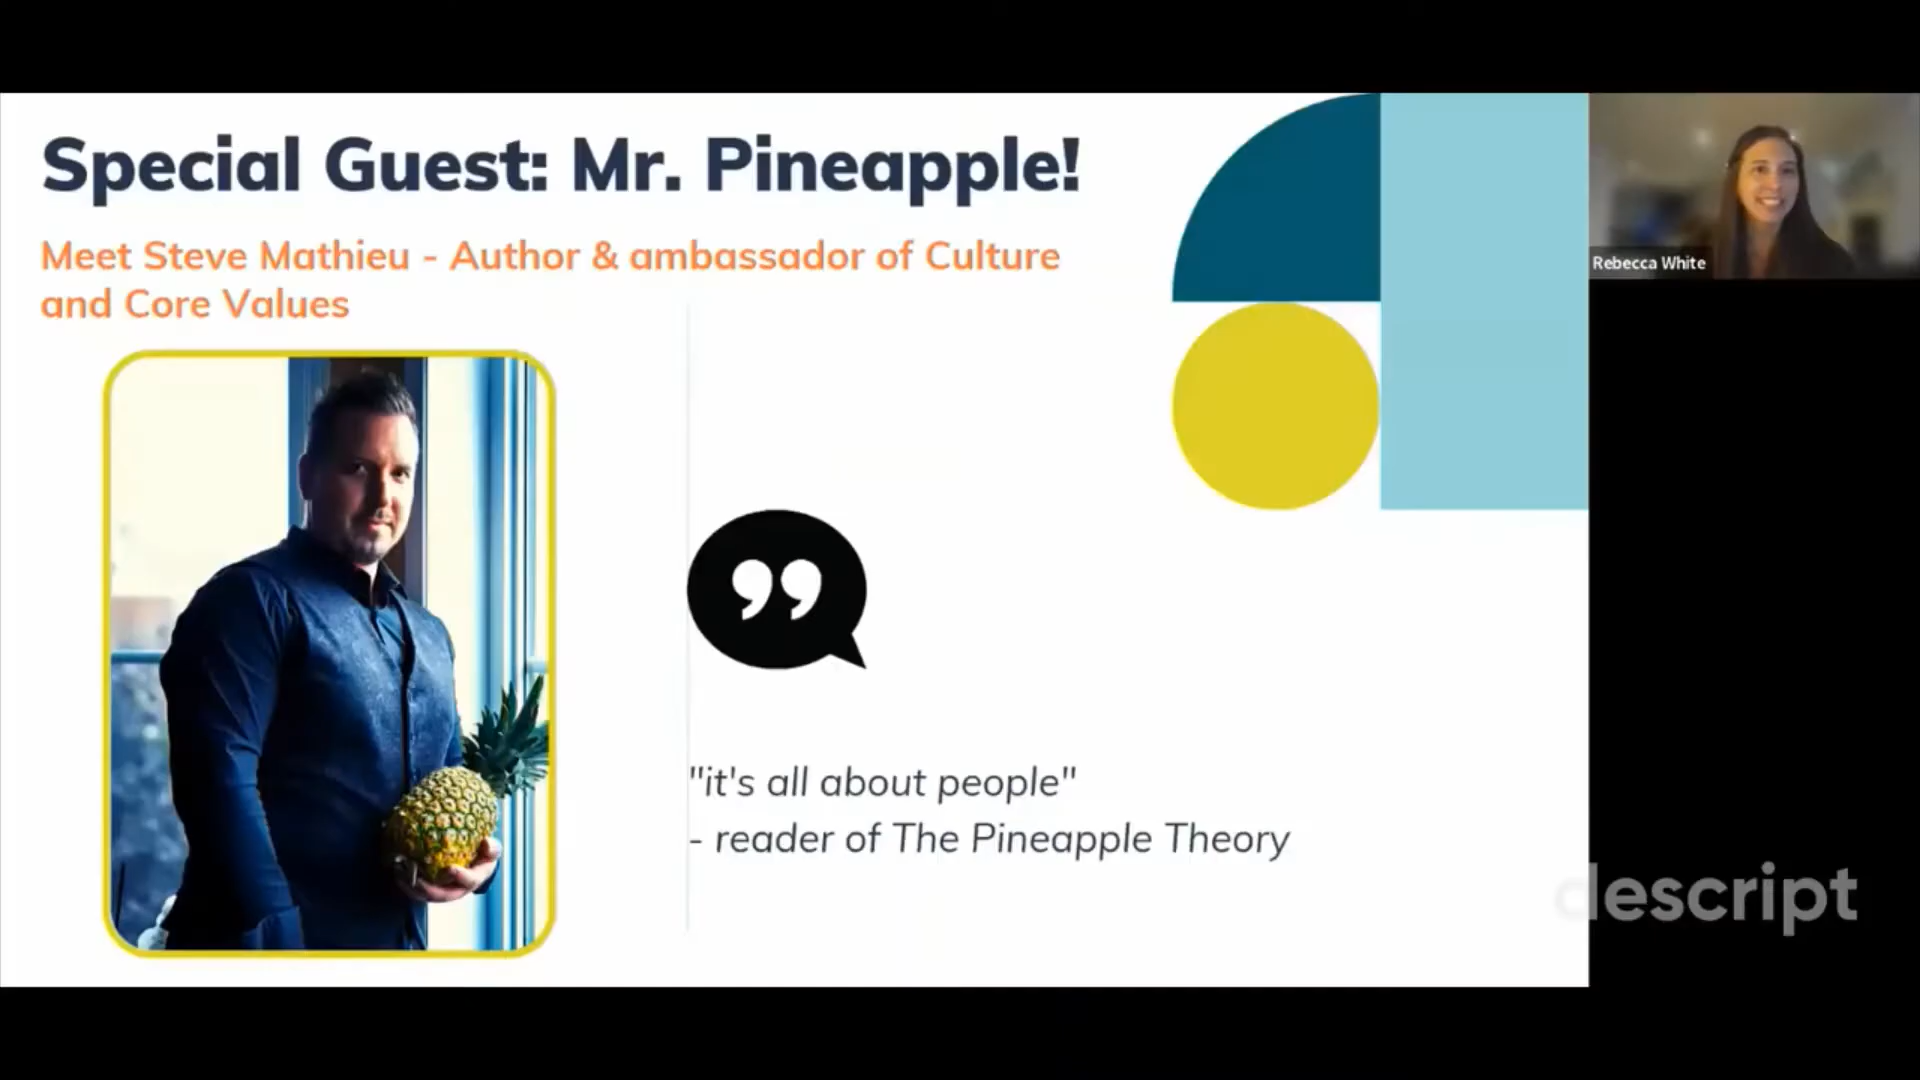 Special Guest: Mr. Pineapple!
Meet Steve Mathieu - Author & ambassador of Culture
and Core Values
Rebecca White
"it's all about people"
- reader of The Pineapple Theory
descript